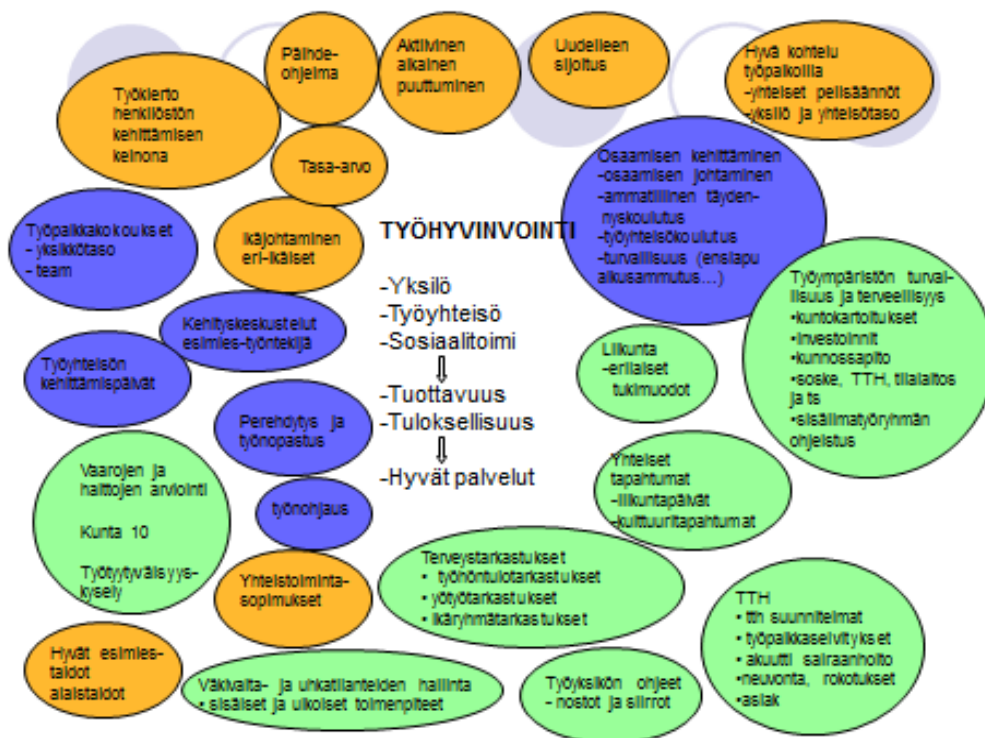 Päihde-
ohjelma
Aktiivinen
aikainen
puuttuminen
Uudelleen
sijoitus
Hyvä kohtelu
työpaikoilla
-yhteiset pelisäännöt
-yksilö ja yhteisötaso
Työkierto
henkilöstön
kehittämisen
keinona
Tasa-arvo
Osaamisen kehittäminen
-osaamisen johtaminen
-ammatillinen täyden-
nyskoulutus
-työyhteisökoulutus
-turvallisuus (ensiapu
alkusammutus...)
Työpaikkakokoukset
- yksikkötaso
- team
Ikäjohtaminen
eri-ikäiset
TYÖHYVINVOINTI
-Yksilö
-Työyhteisö
-Sosiaalitoimi
-Tuottavuus
-Tuloksellisuus
-Hyvät palvelut
Työympäristön turval-
lisuus ja terveellisyys
•kuntokartoitukset
•investoinnit
•kunnossapito
•soske, TTH, tilalaitos
ja ts
•sisäilmatyöryhmän
ohjeistus
Kehityskeskustelut
esimies-työntekijä
Työyhteisön
kehittämispäivät
Liikunta
-erilaiset
tukimuodot
Perehdytys ja
työnopastus
Vaarojen ja
haittojen arviointi
Kunta 10
Työtyytyväisyys-
kysely
Yhteiset
tapahtumat
-liikuntapäivät
-kulttuuritapahtumat
työnohjaus
Yhteistoiminta-
sopimukset
Terveystarkastukset
• työhöntulotarkastukset
• yötyötarkastukset
• ikäryhmätarkastukset
TTH
• tth suunnitelmat
• työpaikkaselvitykset
• akuutti sairaanhoito
• neuvonta, rokotukset
•aslak
Hyvät esimies-
taidot
alaistaidot
Väkivalta- ja uhkatilanteiden hallinta
• sisäiset ja ulkoiset toimenpiteet
Työyksikön ohjeet
- nostot ja siirrot